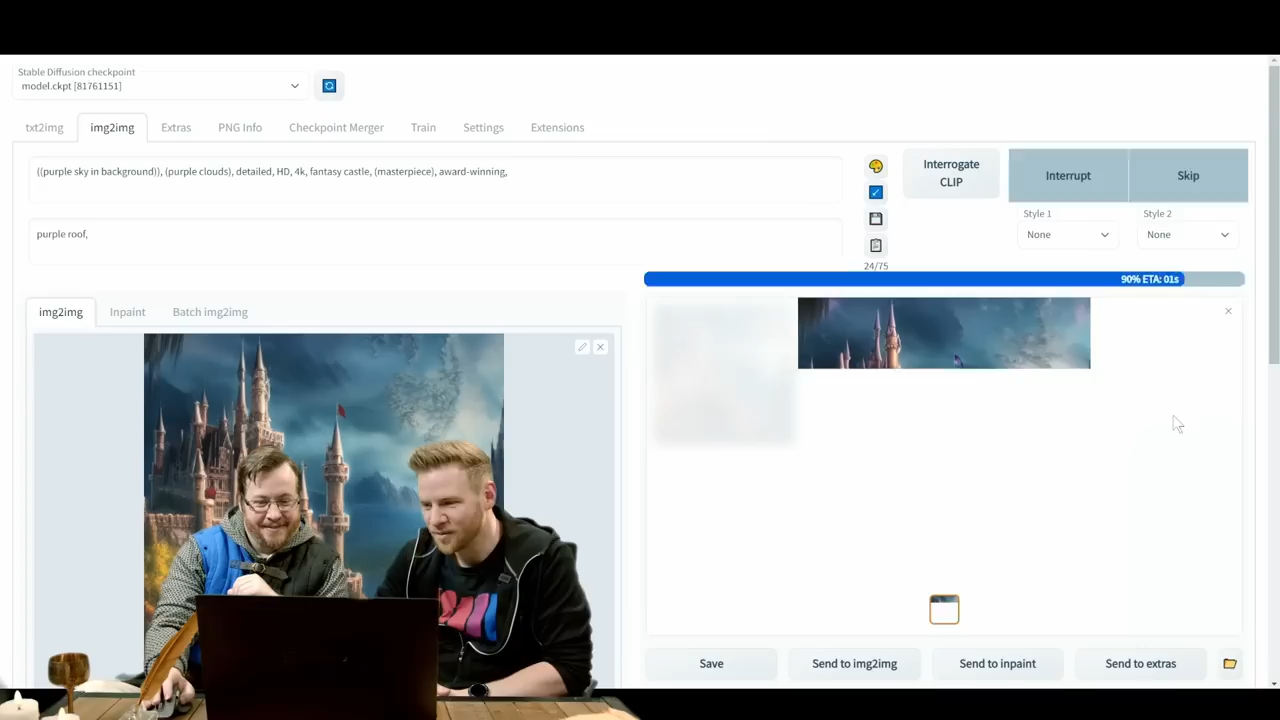 Stable Diffusion checkpoint
model.ckpt [81761151]
txt2img img2img Extras PNG Info Checkpoint Merger Train Settings Extensions
((purple sky in background)), (purple clouds), detailed, HD, 4k, fantasy castle, (masterpiece), award-winning,
Interrogate CLIP
Interrupt
Skip
purple roof,
Style 1
None
Style 2
None
24/75
90% ETA: 01s
img2img Inpaint Batch img2img
Save Send to img2img Send to inpaint Send to extras